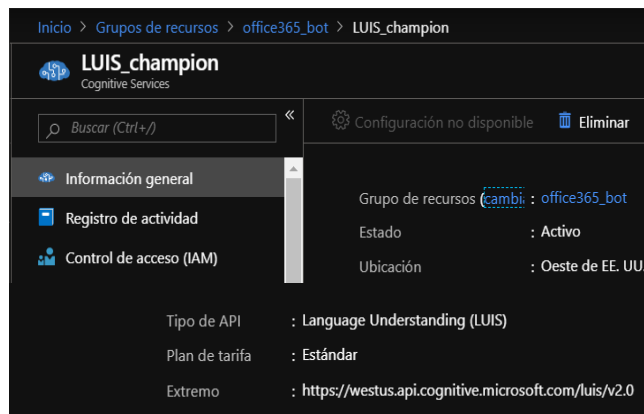 Inicio > Grupos de recursos > office365_bot > LUIS_champion
LUIS_champion
Cognitive Services
Buscar (Ctrl+/)
«
Configuración no disponible
Eliminar
Información general
Registro de actividad
Control de acceso (IAM)
Grupo de recursos (cambi : office365_bot
Estado : Activo
Ubicación : Oeste de EE. UU.
Tipo de API : Language Understanding (LUIS)
Plan de tarifa : Estándar
Extremo : https://westus.api.cognitive.microsoft.com/luis/v2.0